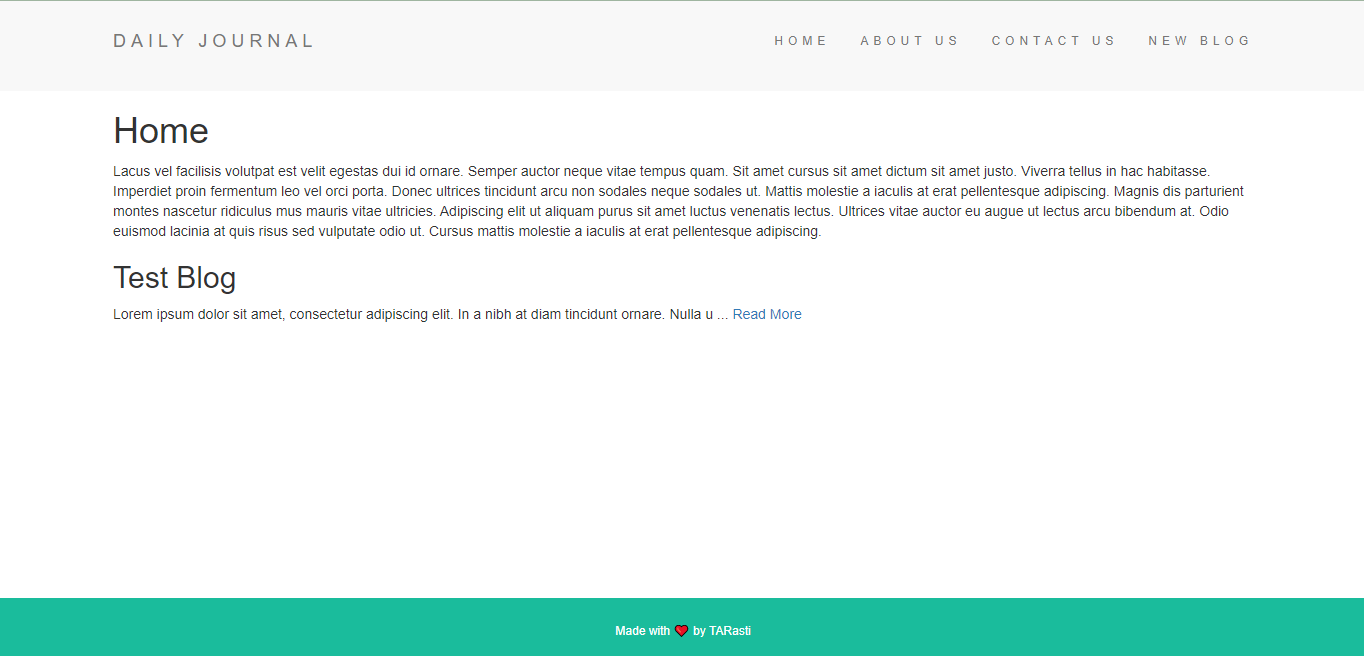 DAILY JOURNAL HOME ABOUT US CONTACT US NEW BLOG
Home
Lacus vel facilisis volutpat est velit egestas dui id ornare. Semper auctor neque vitae tempus quam. Sit amet cursus sit amet dictum sit amet justo. Viverra tellus in hac habitasse.
Imperdiet proin fermentum leo vel orci porta. Donec ultrices tincidunt arcu non sodales neque sodales ut. Mattis molestie a iaculis at erat pellentesque adipiscing. Magnis dis parturient
montes nascetur ridiculus mus mauris vitae ultricies. Adipiscing elit ut aliquam purus sit amet luctus venenatis lectus. Ultrices vitae auctor eu augue ut lectus arcu bibendum at. Odio
euismod lacinia at quis risus sed vulputate odio ut. Cursus mattis molestie a iaculis at erat pellentesque adipiscing.
Test Blog
Lorem ipsum dolor sit amet, consectetur adipiscing elit. In a nibh at diam tincidunt ornare. Nulla u ... Read More
Made with ❤ by TARasti